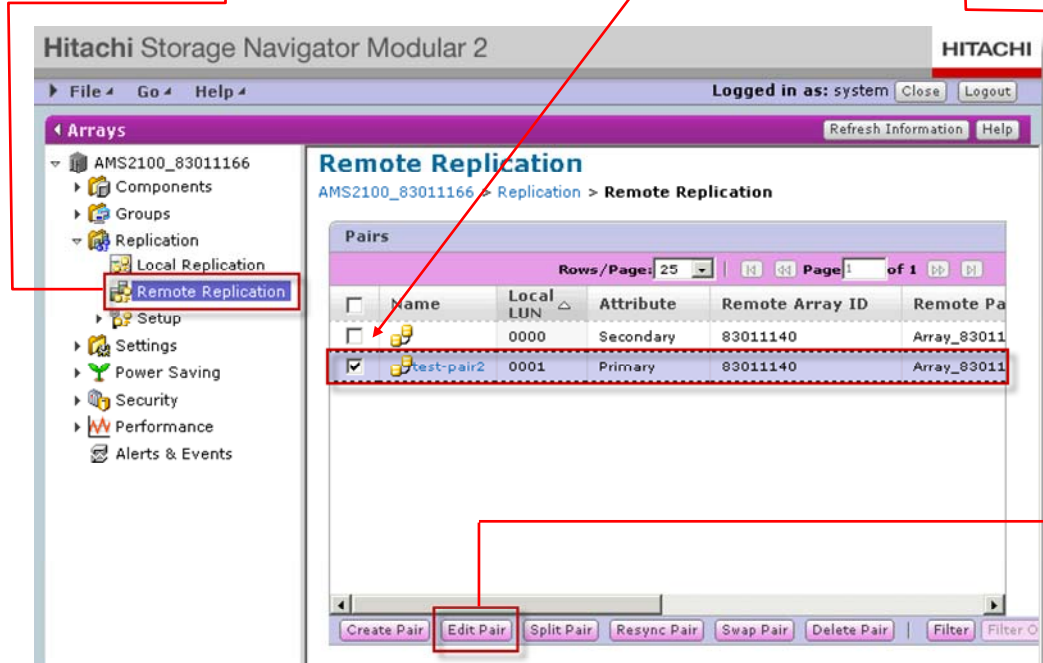 Hitachi Storage Navigator Modular 2
HITACHI
File Go Help
Logged in as: system Close Logout
Arrays
Refresh Information Help
AMS2100_83011166
Components
Groups
Replication
Local Replication
Remote Replication
Setup
Settings
Power Saving
Security
Performance
Alerts & Events
Remote Replication
AMS2100_83011166 > Replication > Remote Replication
Pairs
Rows/Page: 25 | Page 1 of 1
Name Local LUN Attribute Remote Array ID Remote Pa
0000 Secondary 83011140 Array_83011
test-pair2 0001 Primary 83011140 Array_83011
Create Pair Edit Pair Split Pair Resync Pair Swap Pair Delete Pair | Filter Filter O